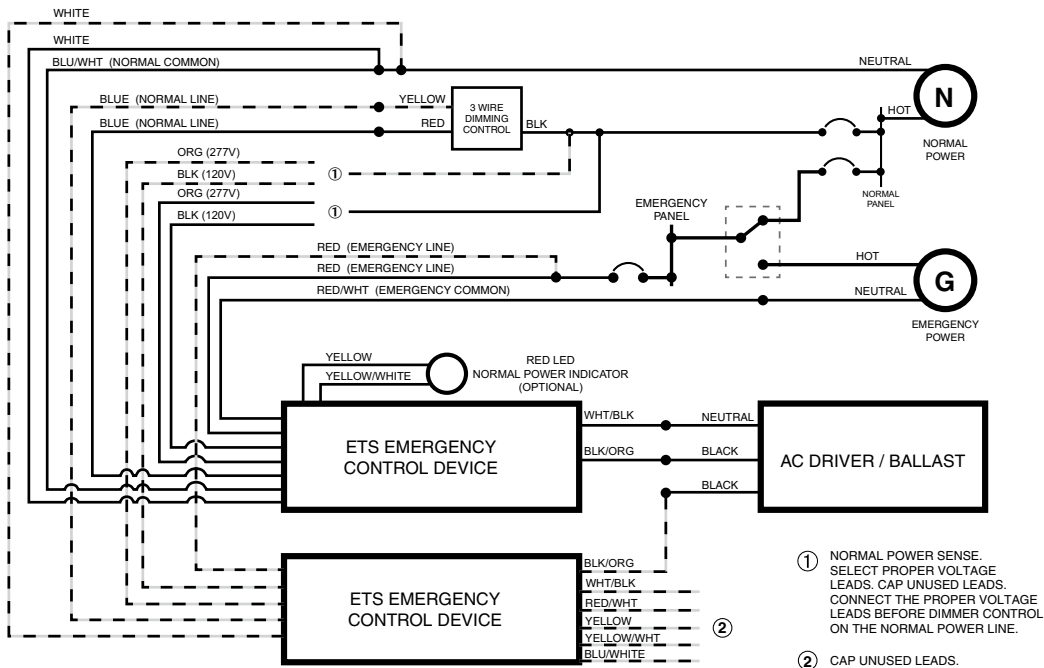 WHITE
WHITE
BLU/WHT (NORMAL COMMON)
NEUTRAL
N
NORMAL
POWER
HOT
BLUE (NORMAL LINE)
YELLOW
3 WIRE
DIMMING
CONTROL
BLUE (NORMAL LINE)
RED
BLK
ORG (277V)
BLK (120V)
1
ORG (277V)
1
BLK (120V)
NORMAL
PANEL
EMERGENCY
PANEL
RED (EMERGENCY LINE)
RED (EMERGENCY LINE)
RED/WHT (EMERGENCY COMMON)
HOT
G
NEUTRAL
EMERGENCY
POWER
YELLOW
YELLOW/WHITE
RED LED
NORMAL POWER INDICATOR
(OPTIONAL)
ETS EMERGENCY
CONTROL DEVICE
WHT/BLK
NEUTRAL
BLK/ORG
BLACK
BLACK
AC DRIVER / BALLAST
ETS EMERGENCY
CONTROL DEVICE
BLK/ORG
WHT/BLK
RED/WHT
YELLOW
YELLOW/WHT
BLU/WHITE
2
1 NORMAL POWER SENSE.
SELECT PROPER VOLTAGE
LEADS. CAP UNUSED LEADS.
CONNECT THE PROPER VOLTAGE
LEADS BEFORE DIMMER CONTROL
ON THE NORMAL POWER LINE.
2 CAP UNUSED LEADS.